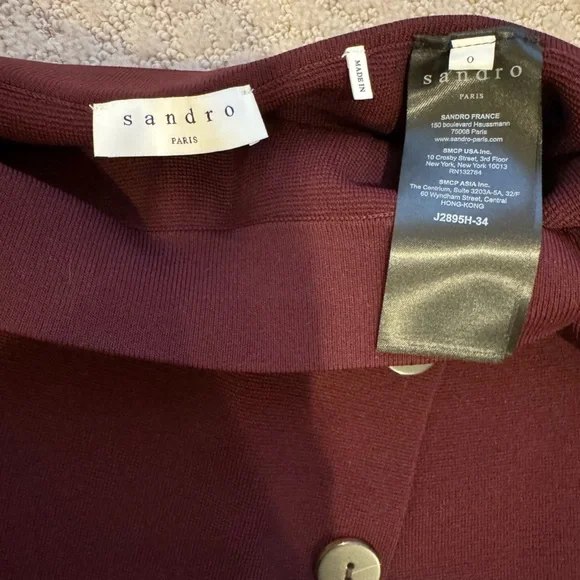 sandro
PARIS
MADE IN
0
sandro
PARIS
SANDRO FRANCE
150 boulevard Haussmann
75008 Paris
www.sandro-paris.com
SMCP USA Inc.
10 Crosby Street, 3rd Floor
New York, New York 10013
RN132764
SMCP ASIA Inc.
The Centrium, Suite 3203A-5A, 32/F
60 Wyndham Street, Central
HONG-KONG
J2895H-34